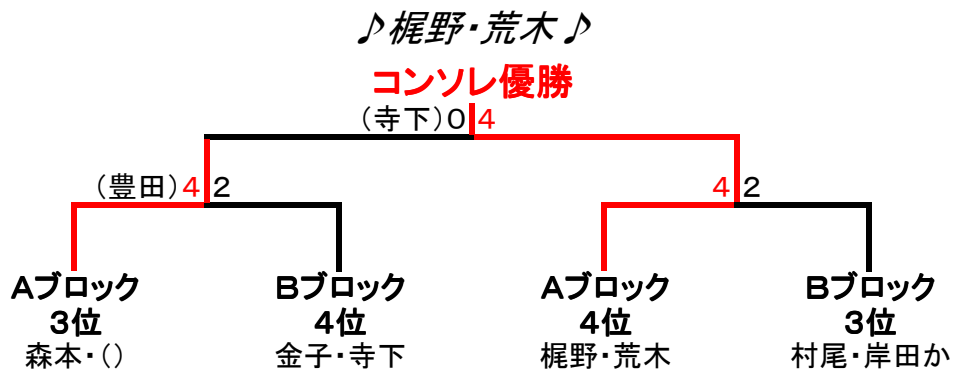 ♪梶野・荒木♪
コンソレ優勝
(寺下)0 4
(豊田)4 2
4 2
Aブロック
3位
森本・()
Bブロック
4位
金子・寺下
Aブロック
4位
梶野・荒木
Bブロック
3位
村尾・岸田か